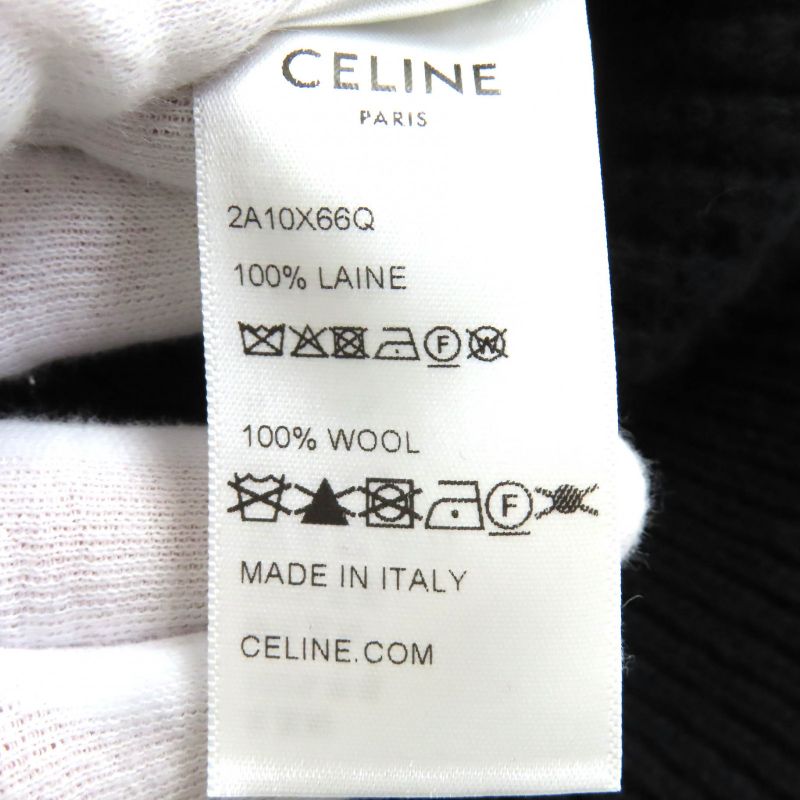 CELINE
PARIS
2A10X66Q
100% LAINE
F W
100% WOOL
F
MADE IN ITALY
CELINE.COM